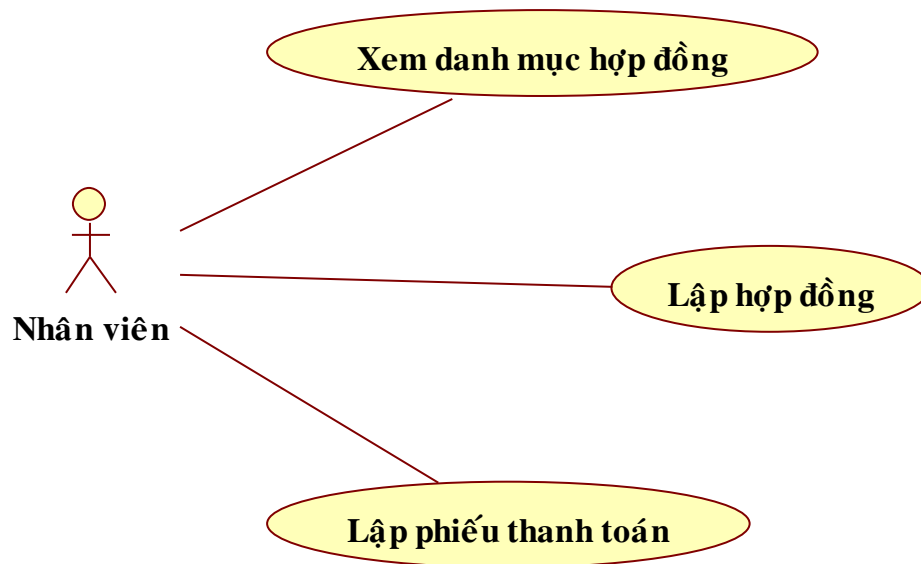 Xem danh mục hợp đồng
Lập hợp đồng
Nhân viên
Lập phiếu thanh toán